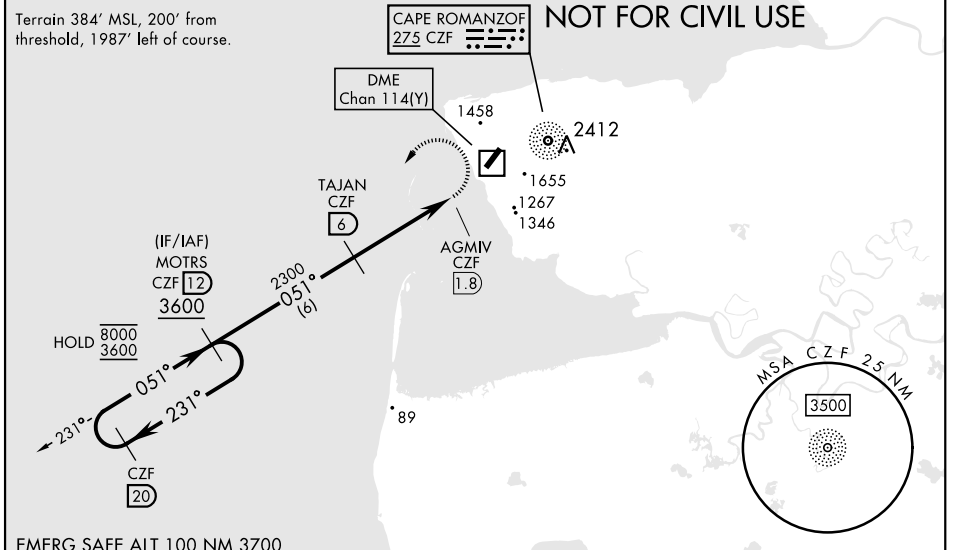 Terrain 384' MSL, 200' from
threshold, 1987' left of course.
CAPE ROMANZOF
275 CZF
NOT FOR CIVIL USE
DME
Chan 114(Y)
1458
2412
1655
1267
1346
TAJAN
CZF
6
AGMIV
CZF
1.8
(IF/IAF)
MOTRS
CZF 12
3600
2300
051°
(6)
HOLD 8000
3600
051°
231°
231°
CZF
20
89
MSA CZF 25 NM
3500
EMERG SAFE ALT 100 NM 3700